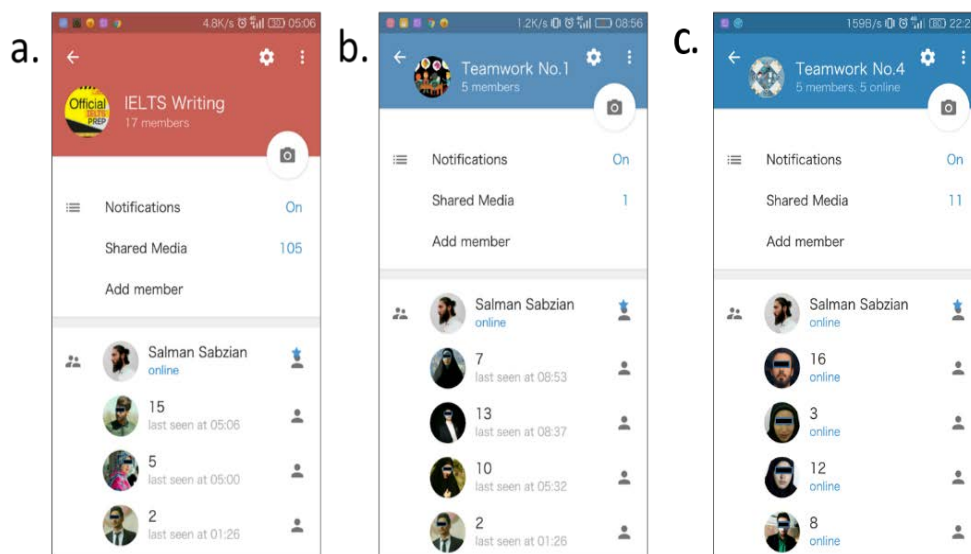 a.
4.8K/s 05:06
Official
IELTS
PREP
IELTS Writing
17 members
Notifications On
Shared Media 105
Add member
Salman Sabzian
online
15
last seen at 05:06
5
last seen at 05:00
2
last seen at 01:26
b.
1.2K/s 08:56
Teamwork No.1
5 members
Notifications On
Shared Media 1
Add member
Salman Sabzian
online
7
last seen at 08:53
13
last seen at 08:37
10
last seen at 05:32
2
last seen at 01:26
c.
159B/s
Teamwork No.4
5 members, 5 online
Notifications On
Shared Media 11
Add member
Salman Sabzian
online
16
online
3
online
12
online
8
online